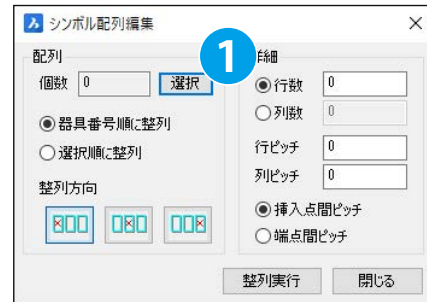 シンボル配列編集
配列
個数 0 選択
器具番号順に整列
選択順に整列
整列方向
1
詳細
行数 0
列数 0
行ピッチ 0
列ピッチ 0
挿入点間ピッチ
端点間ピッチ
整列実行 閉じる